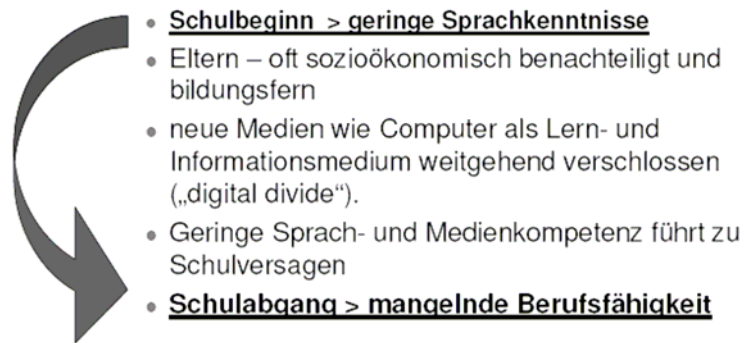 • Schulbeginn > geringe Sprachkenntnisse
• Eltern – oft sozioökonomisch benachteiligt und
bildungsfern
• neue Medien wie Computer als Lern- und
Informationsmedium weitgehend verschlossen
(„digital divide“).
• Geringe Sprach- und Medienkompetenz führt zu
Schulversagen
• Schulabgang > mangelnde Berufsfähigkeit